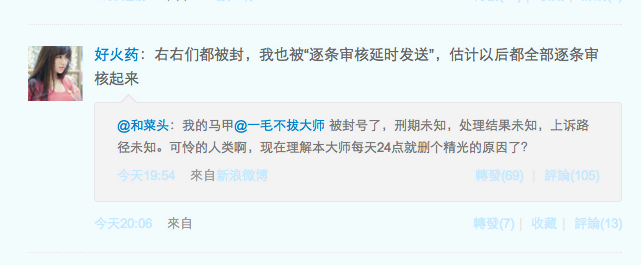 好火药：右右们都被封，我也被“逐条审核延时发送”，估计以后都全部逐条审
核起来
@和菜头：我的马甲@一毛不拔大师 被封号了，刑期未知，处理结果未知，上诉路
径未知。可怜的人类啊，现在理解本大师每天24点就删个精光的原因了？
今天19:54 來自新浪微博 轉發(69) | 評論(105)
今天20:06 來自 轉發(7) | 收藏 | 評論(13)